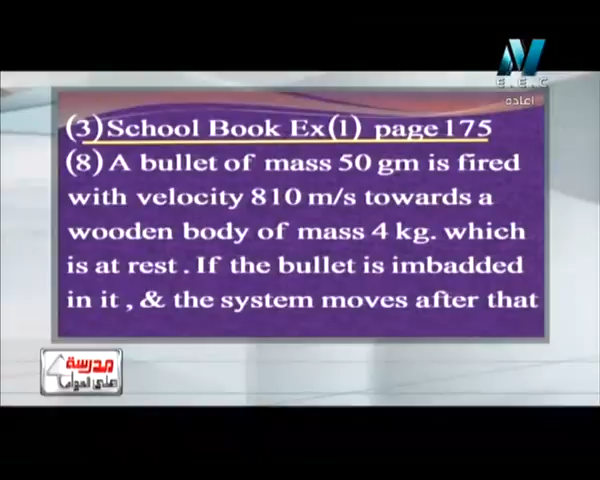 E.E.C
إعادة
(3)School Book Ex(1) page 175
(8) A bullet of mass 50 gm is fired
with velocity 810 m/s towards a
wooden body of mass 4 kg. which
is at rest . If the bullet is imbadded
in it , & the system moves after that
مدرسة
على الهواء